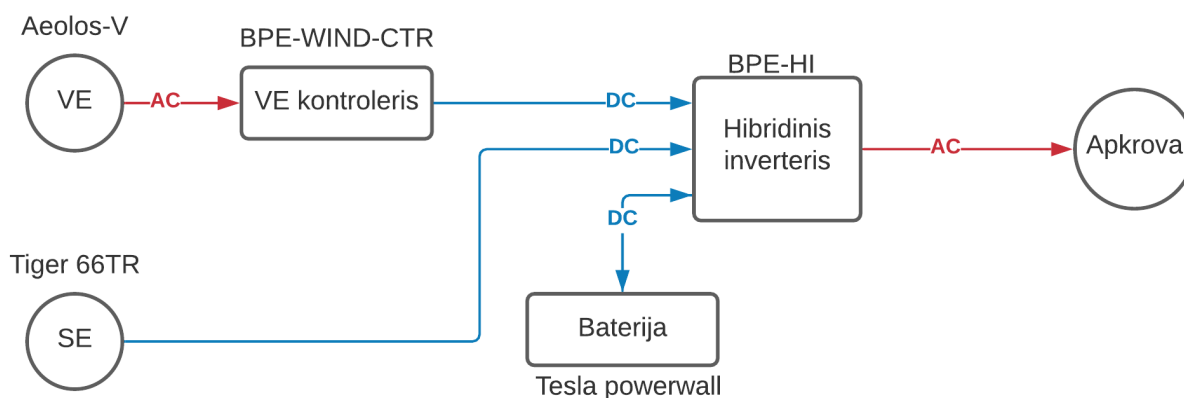 Aeolos-V
BPE-WIND-CTR
BPE-HI
VE
AC
VE kontroleris
DC
Hibridinis
inverteris
DC
AC
Apkrova
DC
Tiger 66TR
SE
Baterija
Tesla powerwall